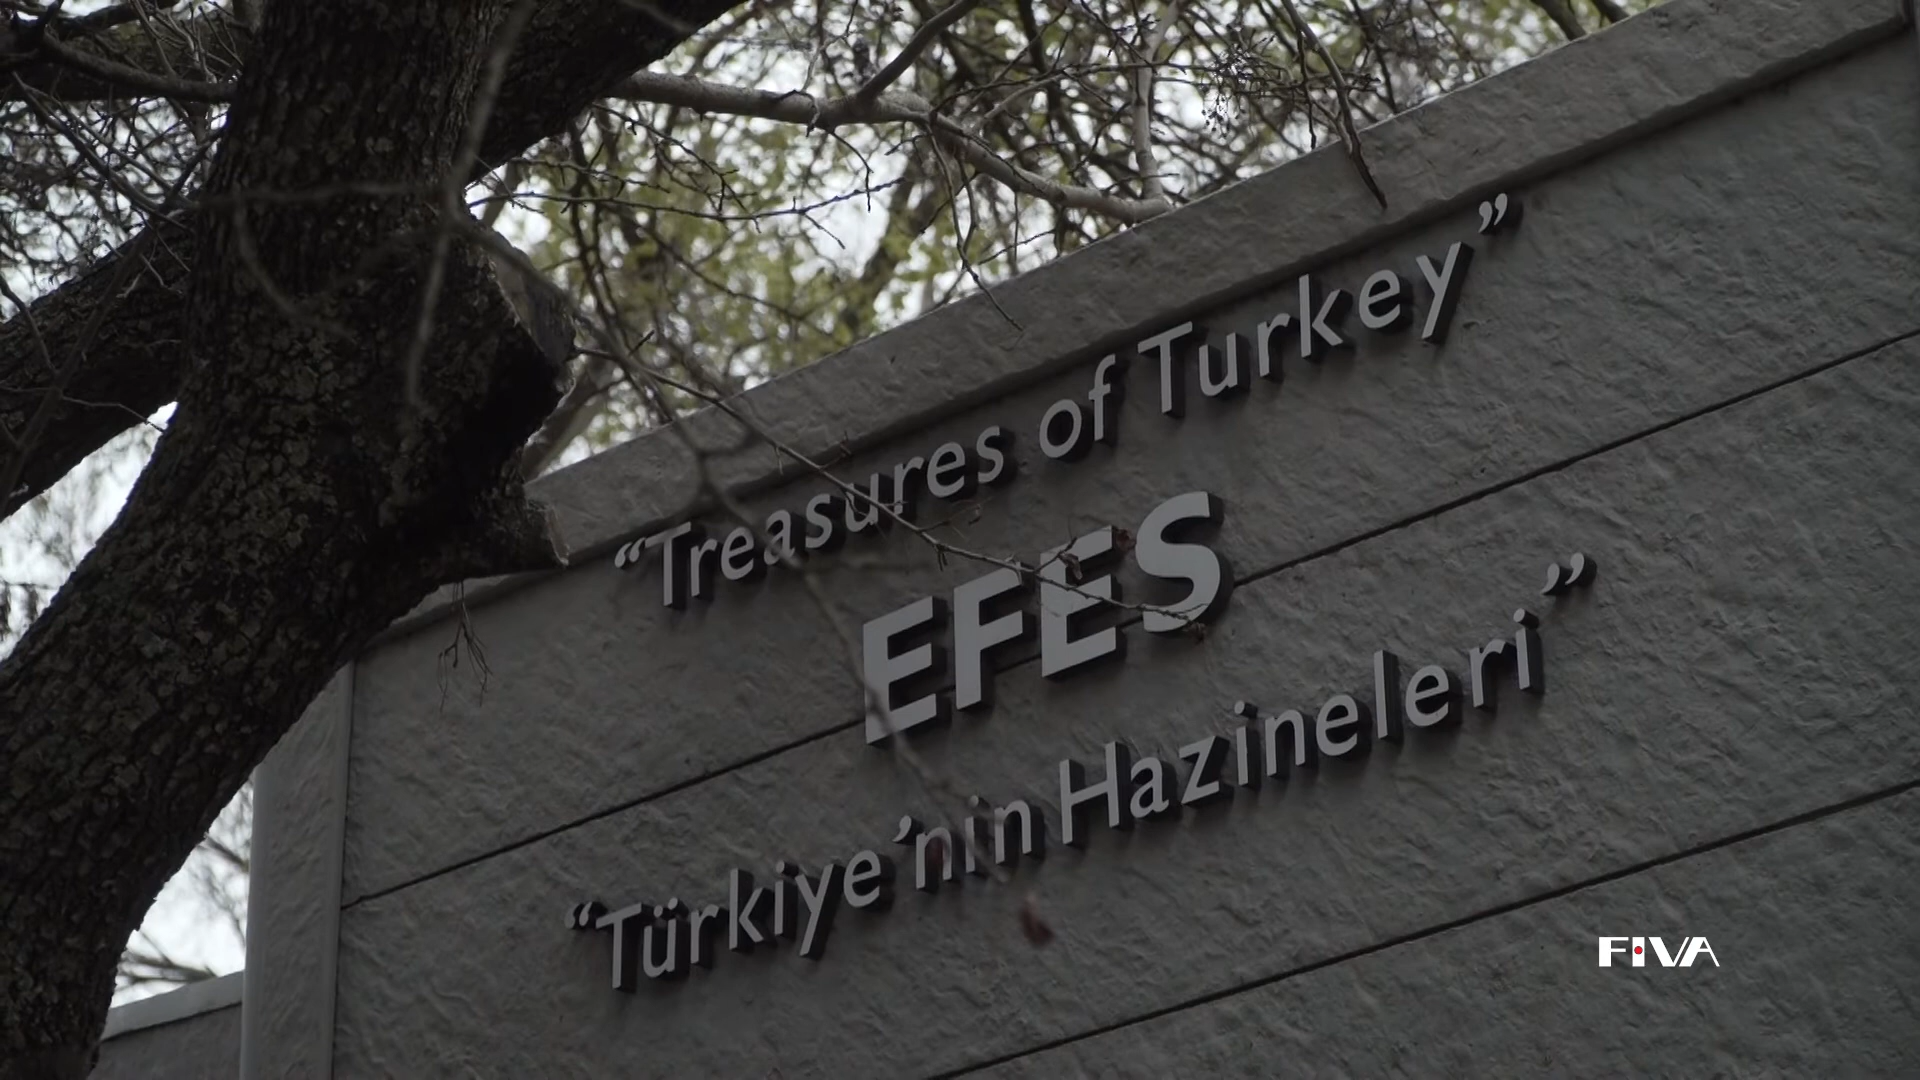 “Treasures of Turkey”
EFES
“Türkiye’nin Hazineleri”
FIVA